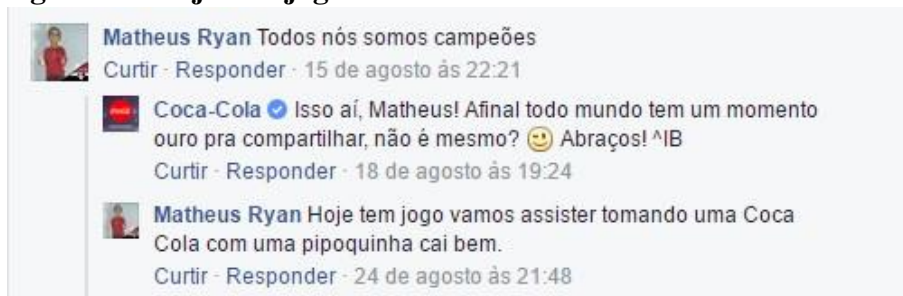 Matheus Ryan Todos nós somos campeões
Curtir · Responder · 15 de agosto às 22:21
Coca-Cola Isso aí, Matheus! Afinal todo mundo tem um momento
ouro pra compartilhar, não é mesmo? Abraços! ^IB
Curtir · Responder · 18 de agosto às 19:24
Matheus Ryan Hoje tem jogo vamos assister tomando uma Coca
Cola com uma pipoquinha cai bem.
Curtir · Responder · 24 de agosto às 21:48